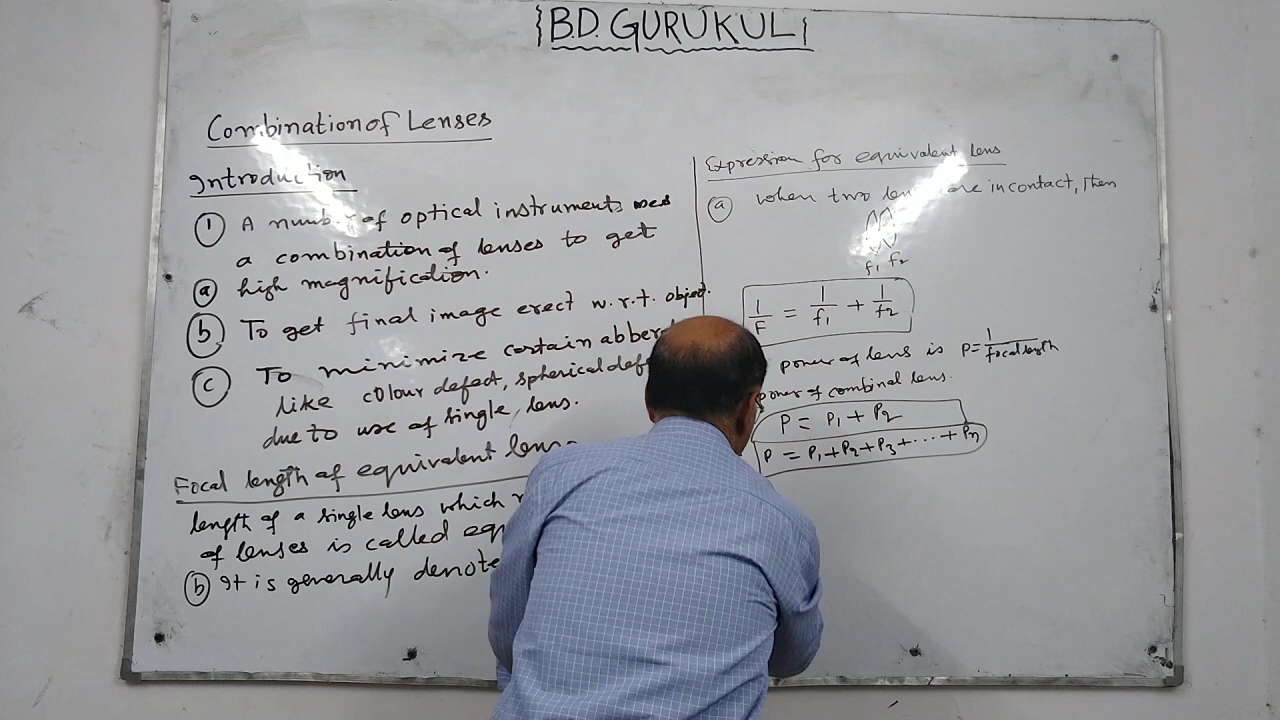 B.D. GURUKUL
Combination of Lenses
Introduction
① A number of optical instruments uses
a combination of lenses to get
ⓐ high magnification.
ⓑ To get final image erect w.r.t. object.
ⓒ To minimize certain abber
like colour defect, spherical def
due to use of single lens.
Focal length of equivalent lens
length of a single lens which
of lenses is called eq
ⓑ It is generally denote
Expression for equivalent lens
ⓐ when two len are in contact, then
f₁ f₂
1/F = 1/f₁ + 1/f₂
power of lens is P = 1/focal length
power of combinal lens.
P = P₁ + P₂
P = P₁ + P₂ + P₃ + ... + Pn